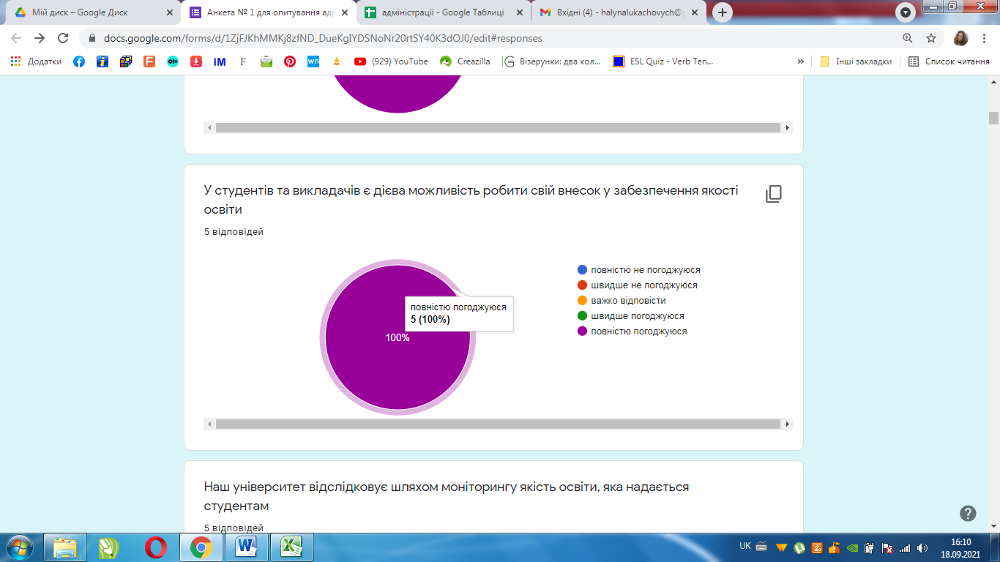 Мій диск – Google Диск
Анкета № 1 для опитування адм
адміністрації - Google Таблиці
Вхідні (4) - halynalukachovych@g
docs.google.com/forms/d/1ZjFJKhMMKj8zfND_DueKgIYDSNoNr20rtSY40K3dOJ0/edit#responses
Додатки
IM
F
wn
(929) YouTube
Creazilla
Візерунки: два кол...
ESL Quiz - Verb Ten...
»
Інші закладки
Список читання
У студентів та викладачів є дієва можливість робити свій внесок у забезпечення якості
освіти
5 відповідей
повністю не погоджуюся
швидше не погоджуюся
важко відповісти
швидше погоджуюся
повністю погоджуюся
повністю погоджуюся
5 (100%)
100%
Наш університет відслідковує шляхом моніторингу якість освіти, яка надається
студентам
5 відповідей
UK
16:10
18.09.2021